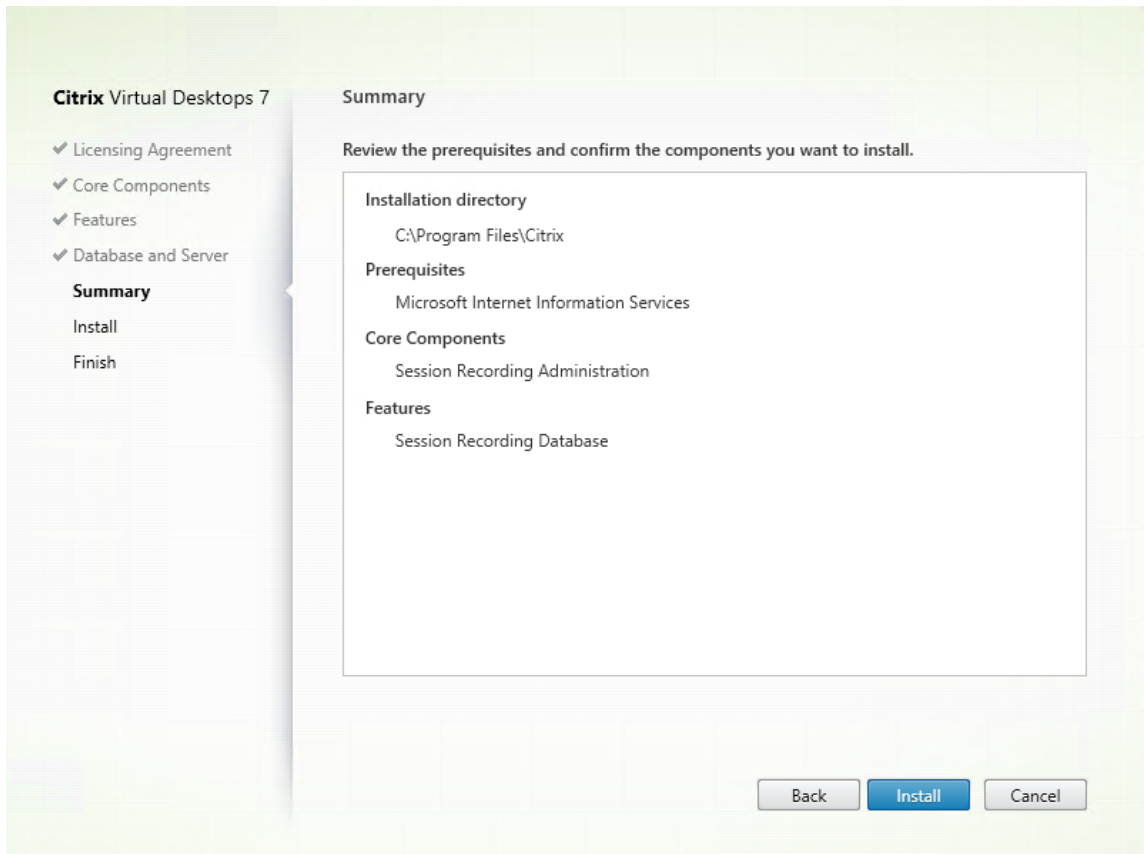 Citrix Virtual Desktops 7
Licensing Agreement
Core Components
Features
Database and Server
Summary
Install
Finish
Summary
Review the prerequisites and confirm the components you want to install.
Installation directory
C:\Program Files\Citrix
Prerequisites
Microsoft Internet Information Services
Core Components
Session Recording Administration
Features
Session Recording Database
Back
Install
Cancel